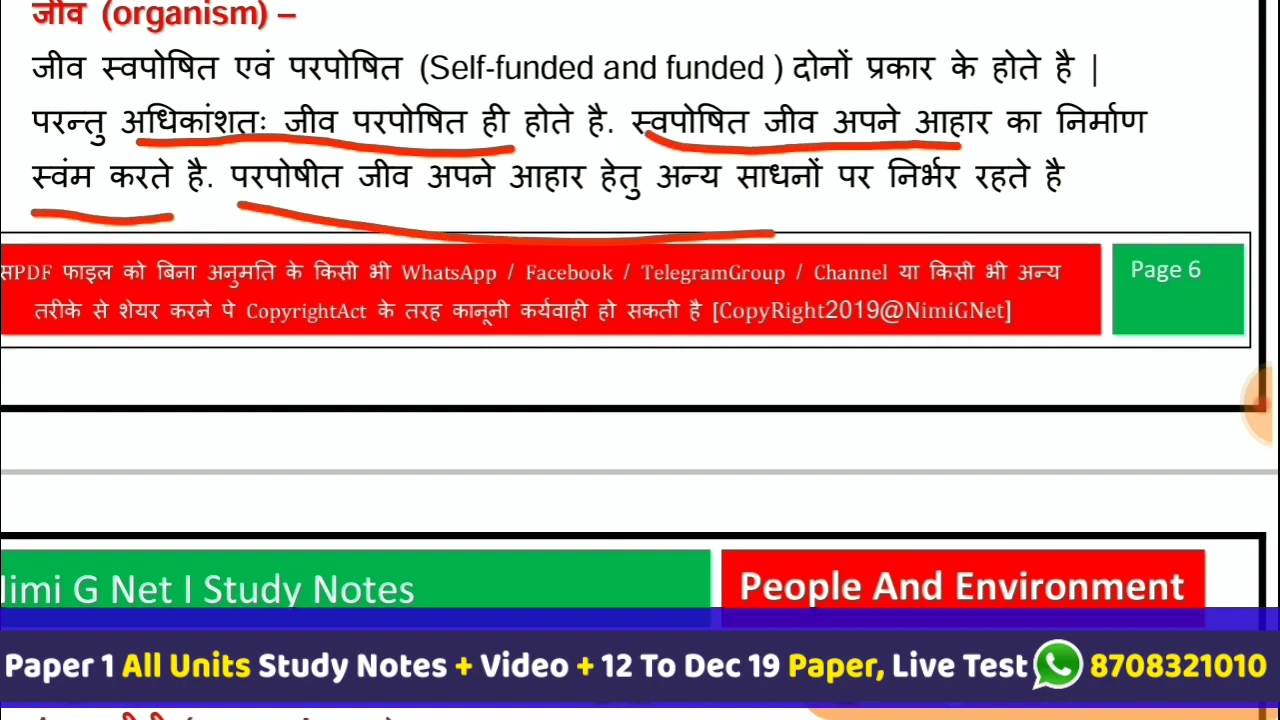 जीव (organism) –
जीव स्वपोषित एवं परपोषित (Self-funded and funded ) दोनों प्रकार के होते है |
परन्तु अधिकांशतः जीव परपोषित ही होते है. स्वपोषित जीव अपने आहार का निर्माण
स्वंम करते है. परपोषीत जीव अपने आहार हेतु अन्य साधनों पर निर्भर रहते है
PDF फाइल को बिना अनुमति के किसी भी WhatsApp / Facebook / TelegramGroup / Channel या किसी भी अन्य
तरीके से शेयर करने पे CopyrightAct के तरह कानूनी कर्यवाही हो सकती है [CopyRight2019@NimiGNet]
Page 6
Nimi G Net I Study Notes
People And Environment
Paper 1 All Units Study Notes + Video + 12 To Dec 19 Paper, Live Test 8708321010